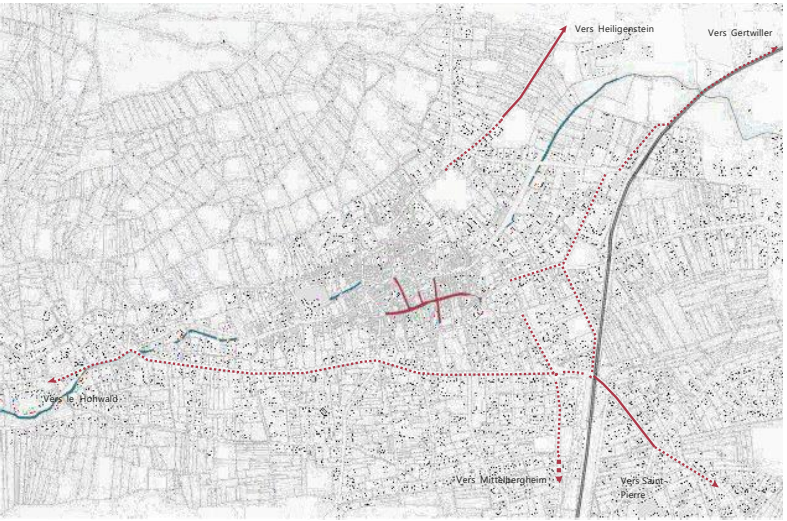 Vers Heiligenstein
Vers Gertwiller
Vers le Hohwald
Vers Mittelbergheim
Vers Saint-
Pierre